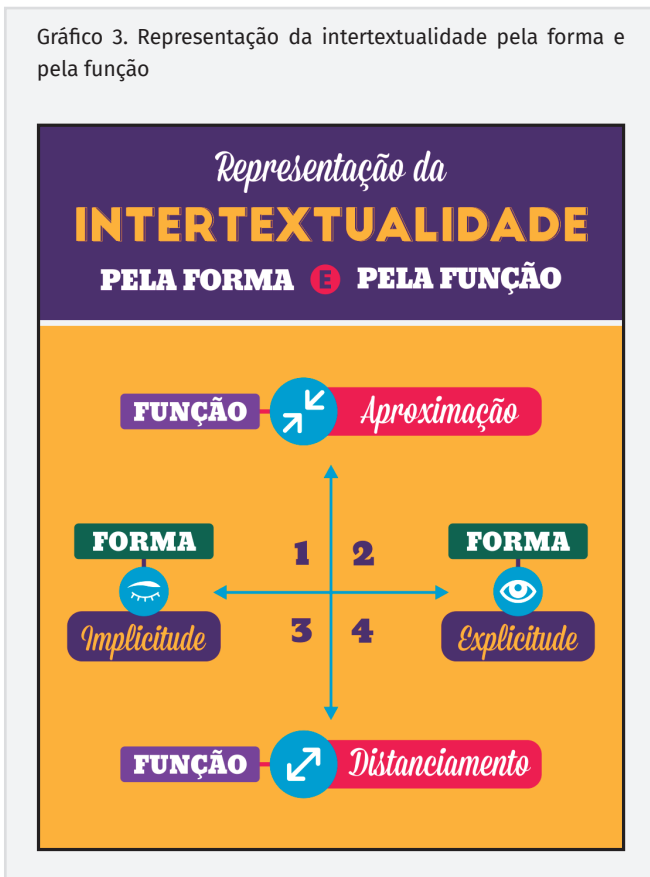 Gráfico 3. Representação da intertextualidade pela forma e
pela função
Representação da
INTERTEXTUALIDADE
PELA FORMA E PELA FUNÇÃO
FUNÇÃO Aproximação
FORMA
FORMA
1 2
Implicitude
Explicitude
3 4
FUNÇÃO Distanciamento